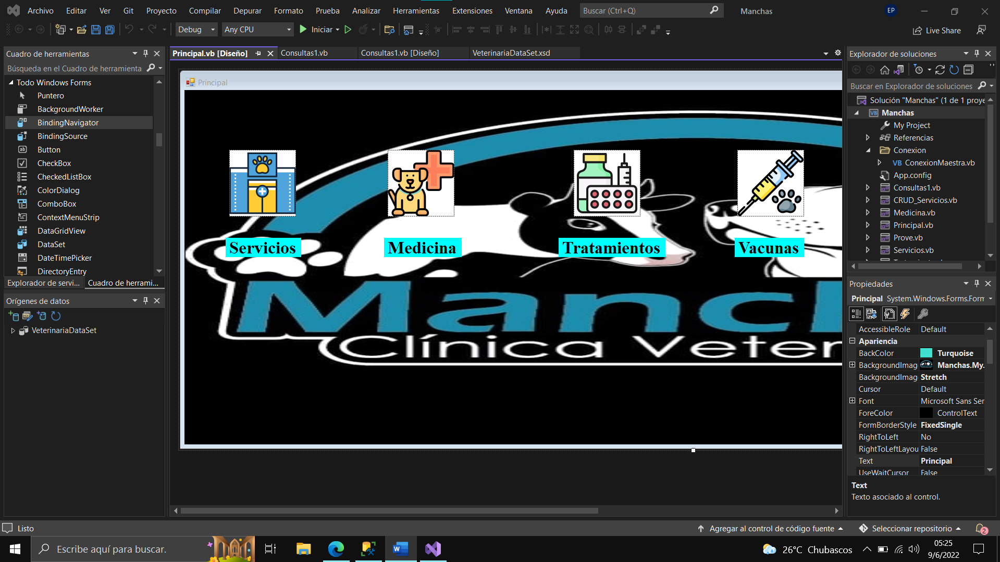 Archivo Editar Ver Git Proyecto Compilar Depurar Formato Prueba Analizar Herramientas Extensiones Ventana Ayuda Buscar (Ctrl+Q) Manchas EP
Debug Any CPU Iniciar Live Share
Cuadro de herramientas
Búsqueda en el Cuadro de herramienta
Todo Windows Forms
Puntero
BackgroundWorker
BindingNavigator
BindingSource
Button
CheckBox
CheckedListBox
ColorDialog
ComboBox
ContextMenuStrip
DataGridView
DataSet
DateTimePicker
DirectoryEntry
Explorador de servi... Cuadro de herrami...
Orígenes de datos
VeterinariaDataSet
Principal.vb [Diseño] Consultas1.vb Consultas1.vb [Diseño] VeterinariaDataSet.xsd
Principal
Servicios Medicina Tratamientos Vacunas
Manch
Clínica Veter
Explorador de soluciones
Buscar en Explorador de soluciones
Solución "Manchas" (1 de 1 proye
Manchas
My Project
Referencias
Conexion
ConexionMaestra.vb
App.config
Consultas1.vb
CRUD_Servicios.vb
Medicina.vb
Principal.vb
Prove.vb
Servicios.vb
Propiedades
Principal System.Windows.Forms.Form
AccessibleRole Default
Apariencia
BackColor Turquoise
BackgroundImag Manchas.My.
BackgroundImag Stretch
Cursor Default
Font Microsoft Sans Ser
ForeColor ControlText
FormBorderStyle FixedSingle
RightToLeft No
RightToLeftLayou False
Text Principal
UseWaitCursor False
Text
Texto asociado al control.
Listo Agregar al control de código fuente Seleccionar repositorio 2
Escribe aquí para buscar. 26°C Chubascos 05:25
9/6/2022